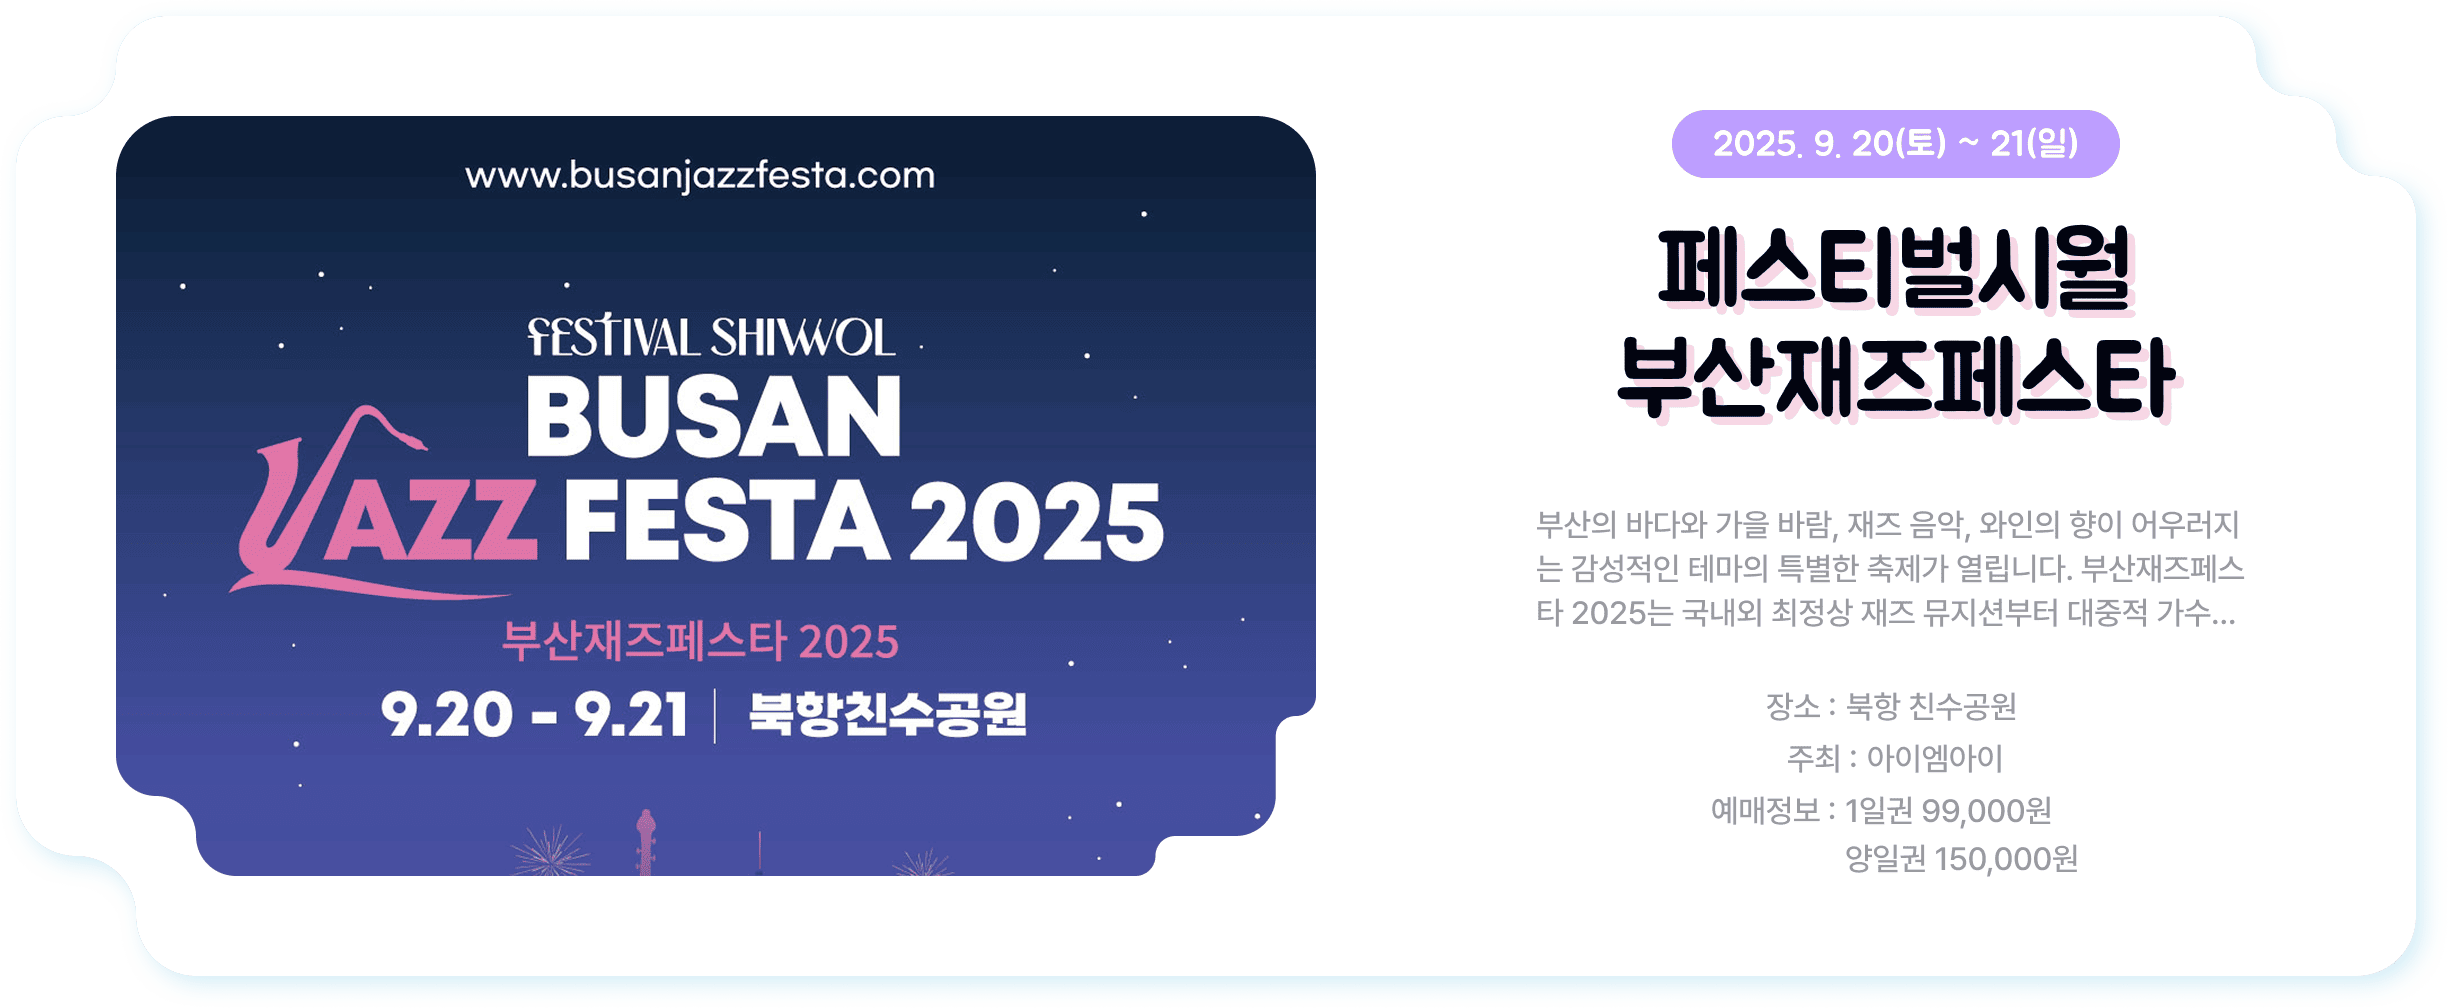 www.busanjazzfesta.com
FESTIVAL SHIWOL
BUSAN
JAZZ FESTA 2025
부산재즈페스타 2025
9.20 - 9.21 | 북항친수공원
2025. 9. 20(토) ~ 21(일)
페스티벌시월
부산재즈페스타
부산의 바다와 가을 바람, 재즈 음악, 와인의 향이 어우러지
는 감성적인 테마의 특별한 축제가 열립니다. 부산재즈페스
타 2025는 국내외 최정상 재즈 뮤지션부터 대중적 가수...
장소 : 북항 친수공원
주최 : 아이엠아이
예매정보 : 1일권 99,000원
양일권 150,000원